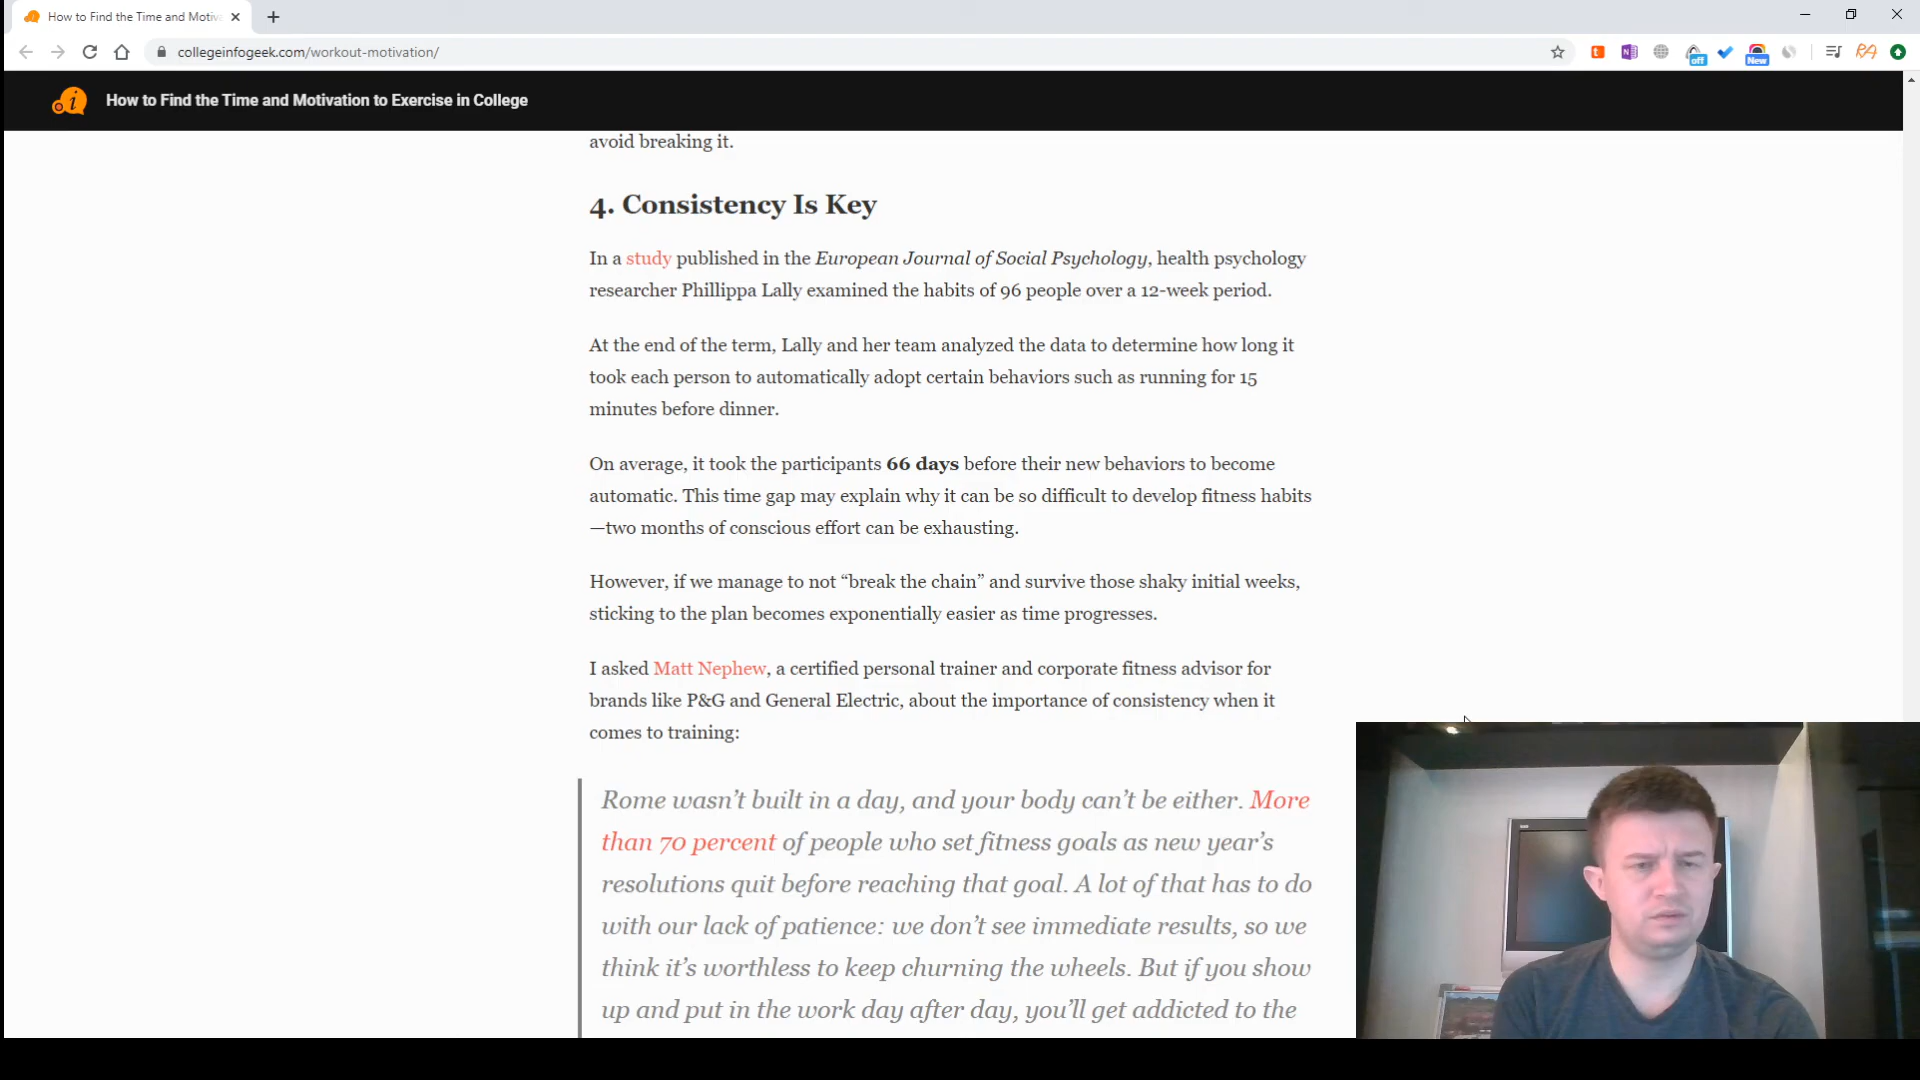 How to Find the Time and Motiv
collegeinfogeek.com/workout-motivation/
off
New
How to Find the Time and Motivation to Exercise in College
avoid breaking it.
4. Consistency Is Key
In a study published in the European Journal of Social Psychology, health psychology
researcher Phillippa Lally examined the habits of 96 people over a 12-week period.
At the end of the term, Lally and her team analyzed the data to determine how long it
took each person to automatically adopt certain behaviors such as running for 15
minutes before dinner.
On average, it took the participants 66 days before their new behaviors to become
automatic. This time gap may explain why it can be so difficult to develop fitness habits
—two months of conscious effort can be exhausting.
However, if we manage to not “break the chain” and survive those shaky initial weeks,
sticking to the plan becomes exponentially easier as time progresses.
I asked Matt Nephew, a certified personal trainer and corporate fitness advisor for
brands like P&G and General Electric, about the importance of consistency when it
comes to training:
Rome wasn’t built in a day, and your body can’t be either. More
than 70 percent of people who set fitness goals as new year’s
resolutions quit before reaching that goal. A lot of that has to do
with our lack of patience: we don’t see immediate results, so we
think it’s worthless to keep churning the wheels. But if you show
up and put in the work day after day, you’ll get addicted to the